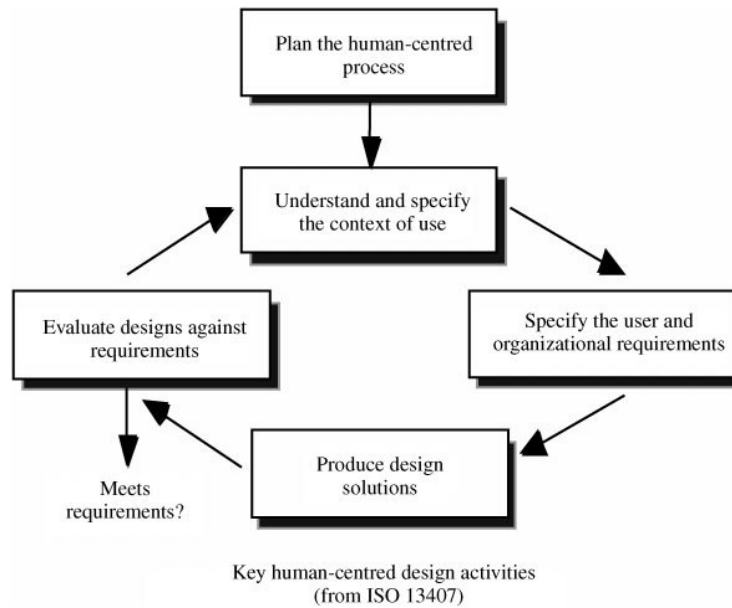 Plan the human-centred
process
Understand and specify
the context of use
Evaluate designs against
requirements
Specify the user and
organizational requirements
Produce design
solutions
Meets
requirements?
Key human-centred design activities
(from ISO 13407)